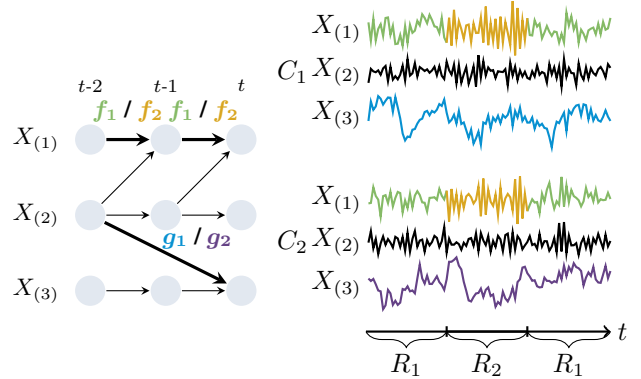 t-2 t-1 t
f₁ / f₂ f₁ / f₂
X₍₁₎
X₍₂₎
g₁ / g₂
X₍₃₎
X₍₁₎
C₁ X₍₂₎
X₍₃₎
X₍₁₎
C₂ X₍₂₎
X₍₃₎
t
R₁ R₂ R₁